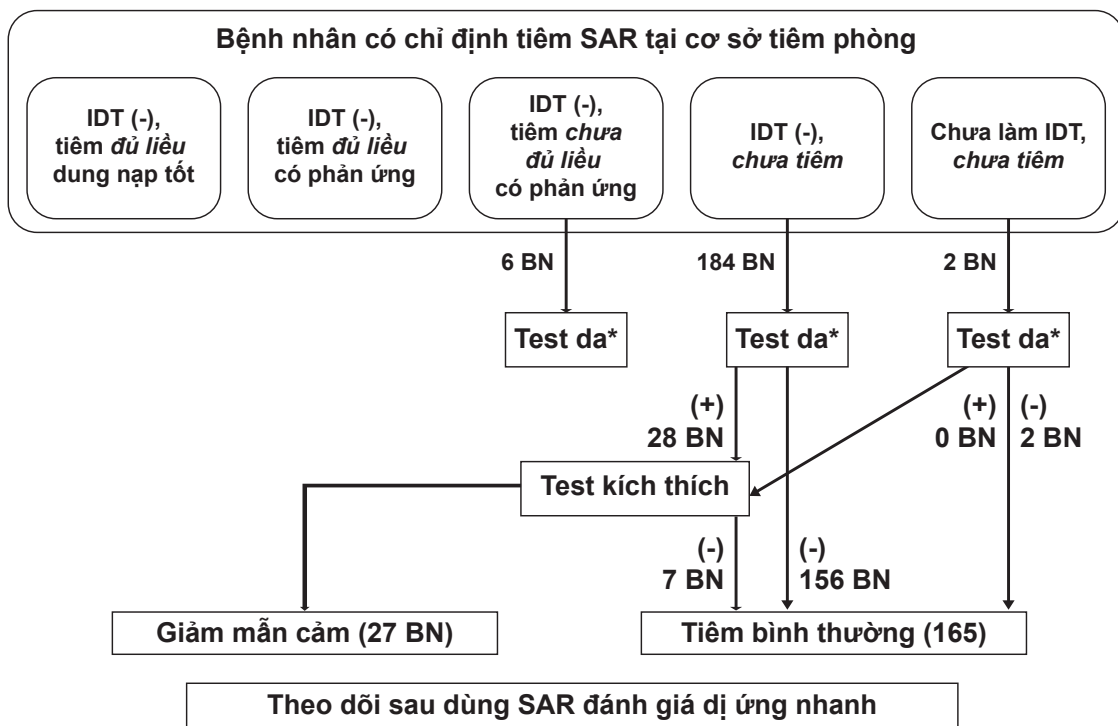 Bệnh nhân có chỉ định tiêm SAR tại cơ sở tiêm phòng
IDT (-),
tiêm đủ liều
dung nạp tốt
IDT (-),
tiêm đủ liều
có phản ứng
IDT (-),
tiêm chưa
đủ liều
có phản ứng
IDT (-),
chưa tiêm
Chưa làm IDT,
chưa tiêm
6 BN
184 BN
2 BN
Test da*
Test da*
Test da*
(+)
28 BN
(+)
0 BN
(-)
2 BN
Test kích thích
(-)
7 BN
(-)
156 BN
Giảm mẫn cảm (27 BN)
Tiêm bình thường (165)
Theo dõi sau dùng SAR đánh giá dị ứng nhanh